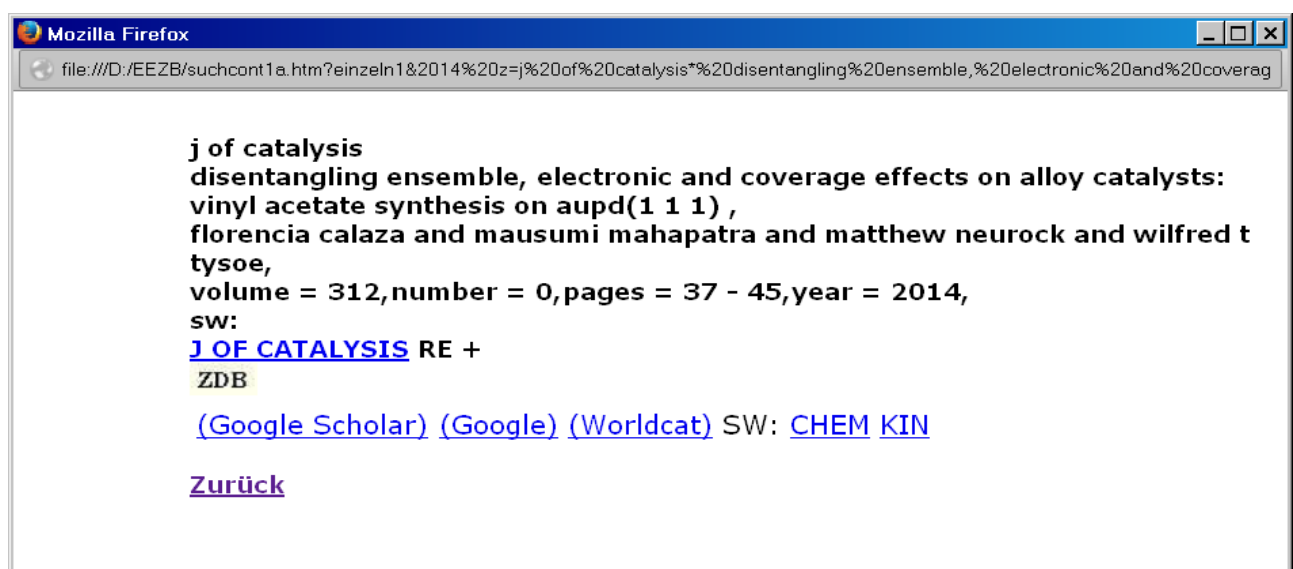 Mozilla Firefox
file:///D:/EEZB/suchcont1a.htm?einzeln1&2014%20z=j%20of%20catalysis*%20disentangling%20ensemble,%20electronic%20and%20coverag
j of catalysis
disentangling ensemble, electronic and coverage effects on alloy catalysts:
vinyl acetate synthesis on aupd(1 1 1) ,
florencia calaza and mausumi mahapatra and matthew neurock and wilfred t
tysoe,
volume = 312,number = 0,pages = 37 - 45,year = 2014,
sw:
J OF CATALYSIS RE +
ZDB
(Google Scholar) (Google) (Worldcat) SW: CHEM KIN
Zurück